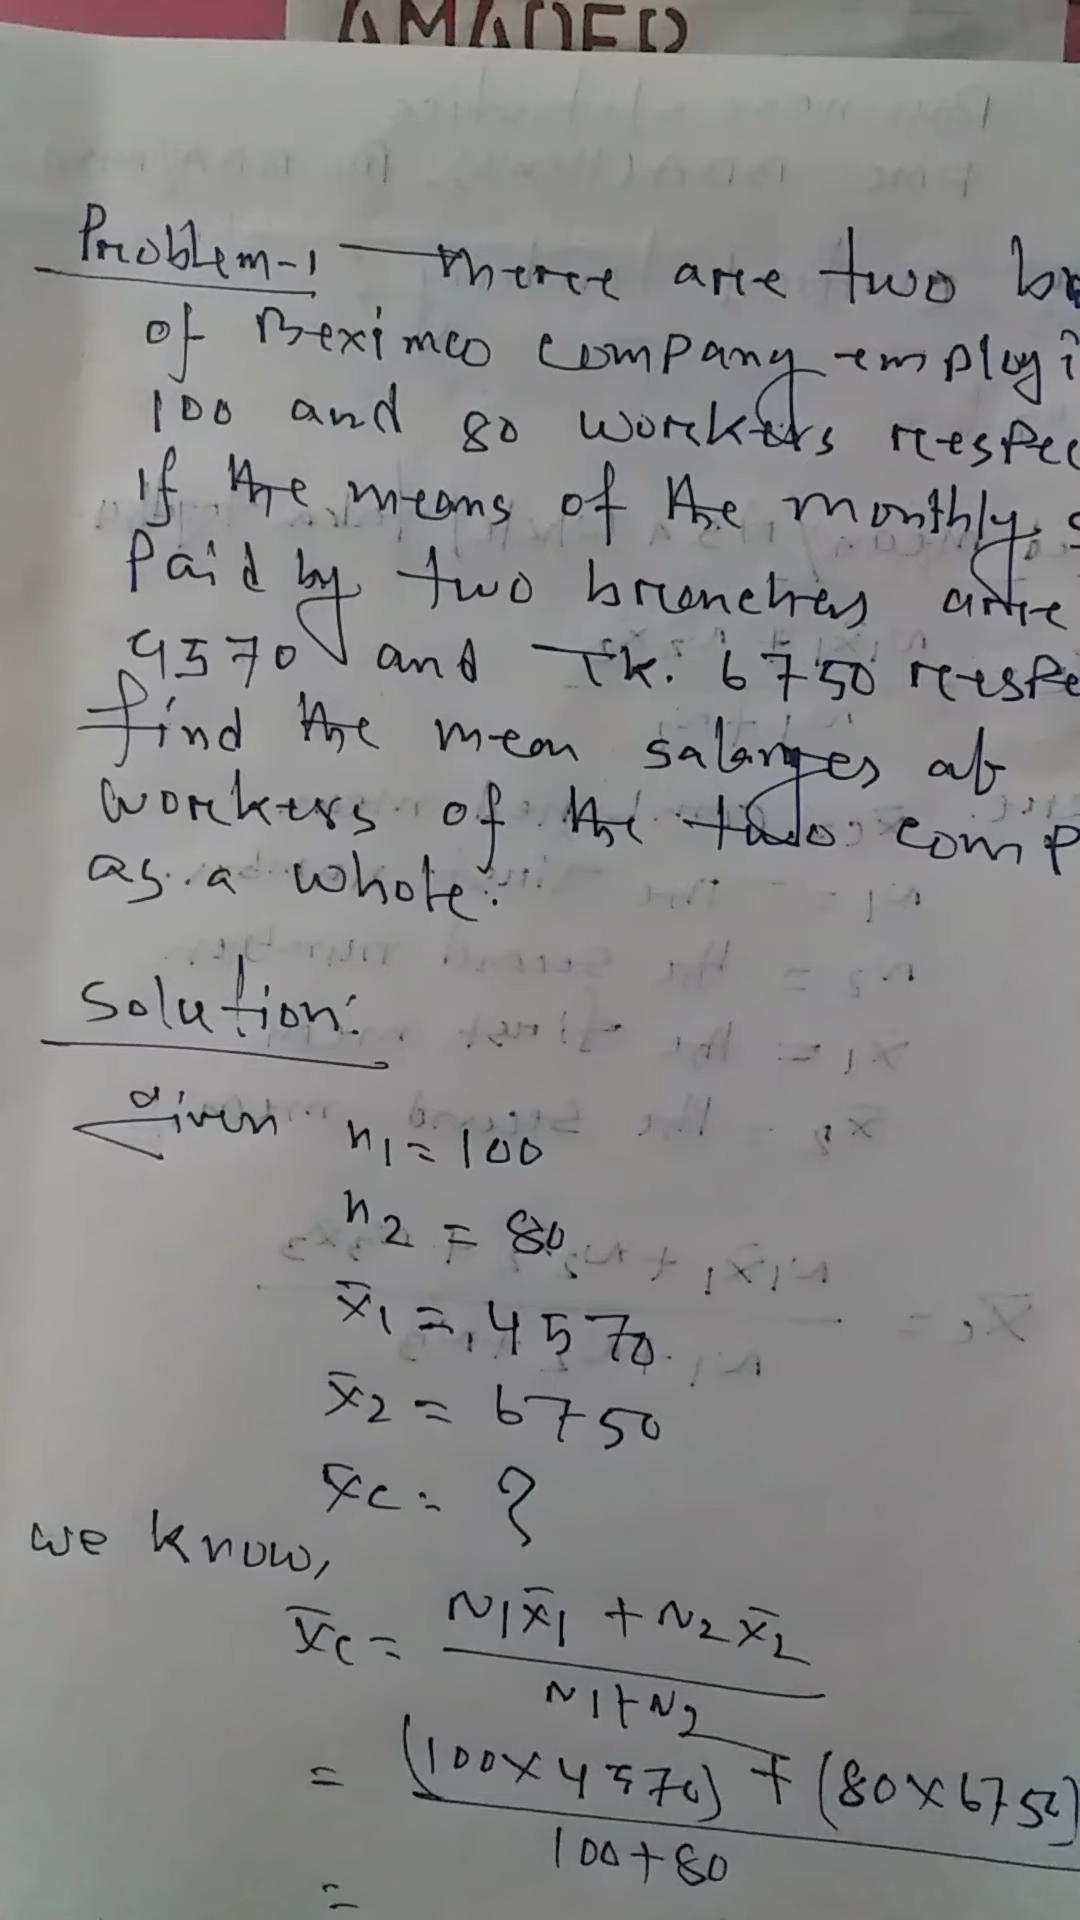 Problem-1 There are two
of Beximco company employi
100 and 80 workers respec
If the means of the monthly s
Paid by two branches are
4570 and Tk. 6750 respe
find the mean salaryes of
workers of the two comp
as a whole.
Solution:
Given n1 = 100
n2 = 80
x̄1 = 4570
x̄2 = 6750
x̄c = ?
we know,
x̄c = N1x̄1 + N2x̄2
N1+N2
= (100×4570) + (80×6750)
100+80
=